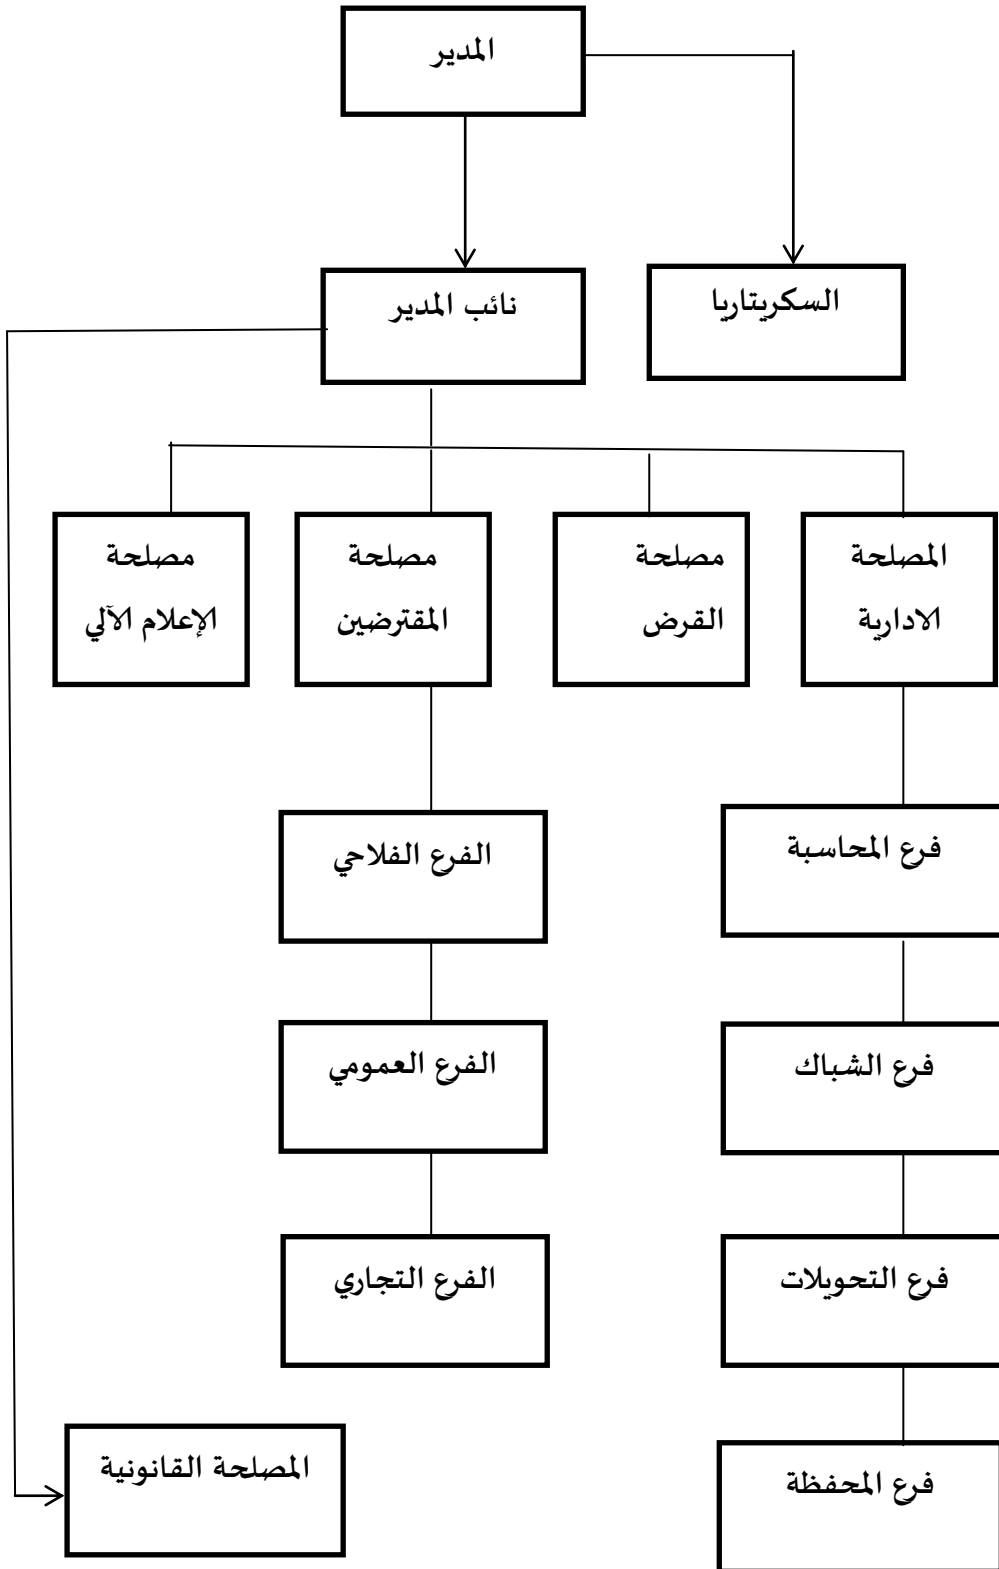 المدير
السكريتاريا
نائب المدير
المصلحة
الادارية
مصلحة
القرض
مصلحة
المقترضين
مصلحة
الإعلام الآلي
فرع المحاسبة
الفرع الفلاحي
فرع الشباك
الفرع العمومي
فرع التحويلات
الفرع التجاري
فرع المحفظة
المصلحة القانونية